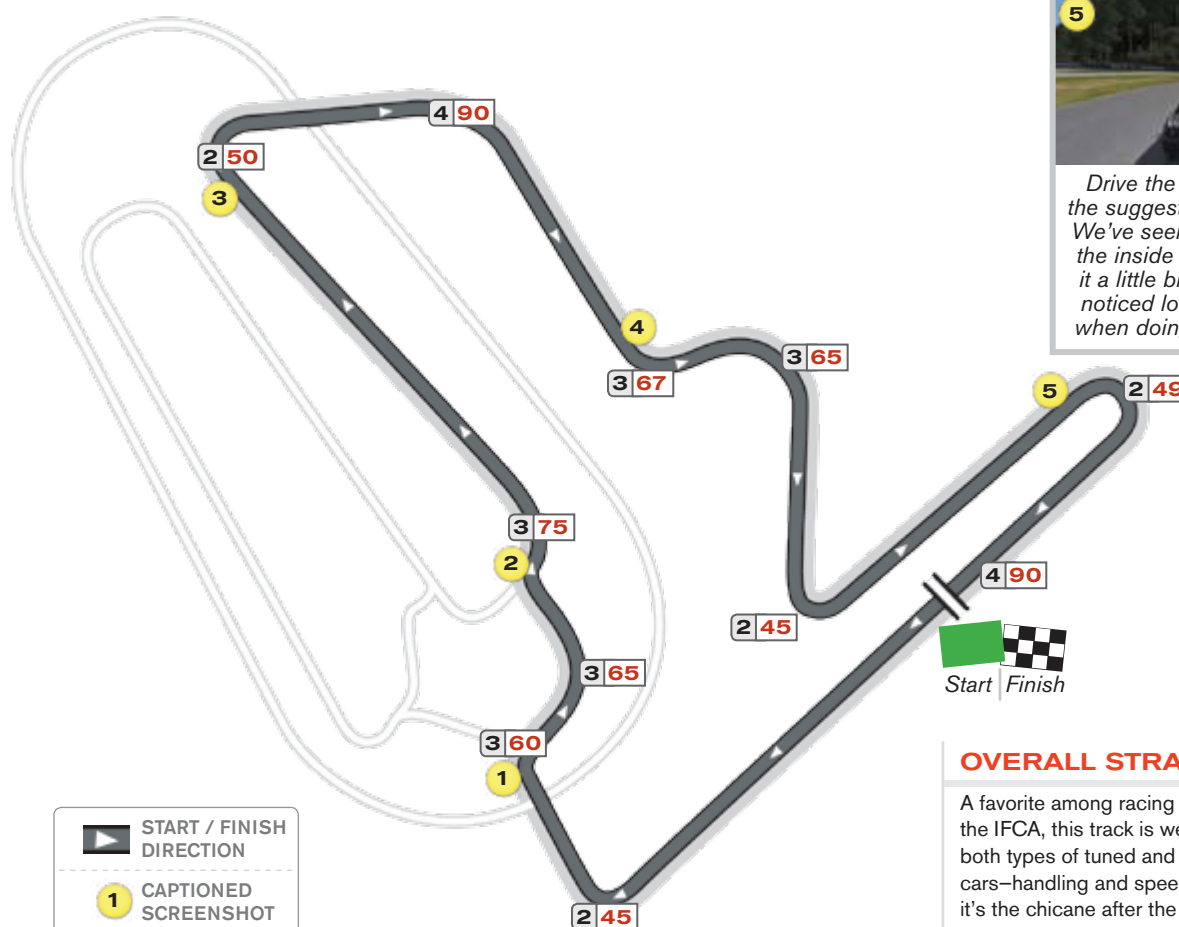 5
Drive the
the suggest
We've seen
the inside
it a little b
noticed lo
when doing
4 90
2 50
3
4
3 65
3 67
5
2 49
3 75
2
4 90
2 45
Start Finish
3 65
3 60
1
2 45
START / FINISH
DIRECTION
1 CAPTIONED
SCREENSHOT
OVERALL STRA
A favorite among racing
the IFCA, this track is we
both types of tuned and
cars—handling and spee
it's the chicane after the